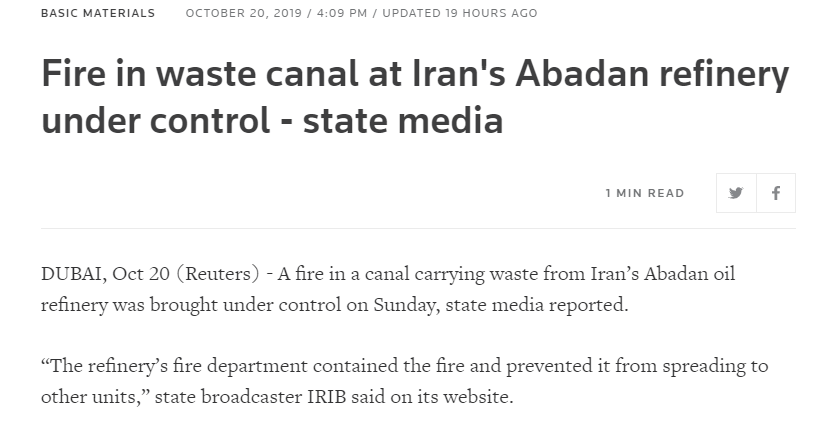 BASIC MATERIALS OCTOBER 20, 2019 / 4:09 PM / UPDATED 19 HOURS AGO
Fire in waste canal at Iran's Abadan refinery
under control - state media
1 MIN READ
DUBAI, Oct 20 (Reuters) - A fire in a canal carrying waste from Iran’s Abadan oil
refinery was brought under control on Sunday, state media reported.
“The refinery’s fire department contained the fire and prevented it from spreading to
other units,” state broadcaster IRIB said on its website.